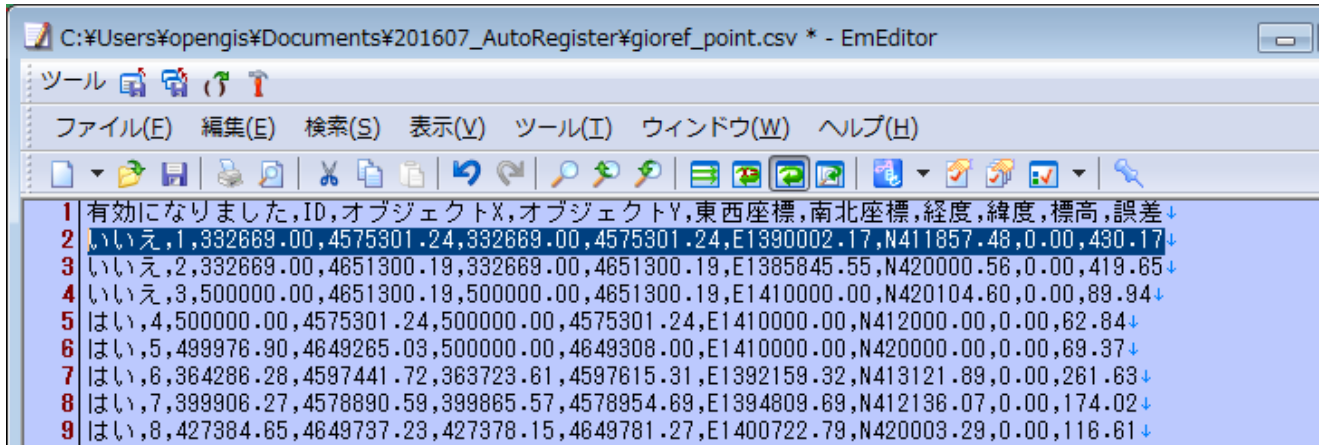 C:¥Users¥opengis¥Documents¥201607_AutoRegister¥gioref_point.csv * - EmEditor
ツール
ファイル(F) 編集(E) 検索(S) 表示(V) ツール(T) ウィンドウ(W) ヘルプ(H)
1 有効になりました,ID,オブジェクトX,オブジェクトY,東西座標,南北座標,経度,緯度,標高,誤差↓
2 いいえ,1,332669.00,4575301.24,332669.00,4575301.24,E1390002.17,N411857.48,0.00,430.17↓
3 いいえ,2,332669.00,4651300.19,332669.00,4651300.19,E1385845.55,N420000.56,0.00,419.65↓
4 いいえ,3,500000.00,4651300.19,500000.00,4651300.19,E1410000.00,N420104.60,0.00,89.94↓
5 はい,4,500000.00,4575301.24,500000.00,4575301.24,E1410000.00,N412000.00,0.00,62.84↓
6 はい,5,499976.90,4649265.03,500000.00,4649308.00,E1410000.00,N420000.00,0.00,69.37↓
7 はい,6,364286.28,4597441.72,363723.61,4597615.31,E1392159.32,N413121.89,0.00,261.63↓
8 はい,7,399906.27,4578890.59,399865.57,4578954.69,E1394809.69,N412136.07,0.00,174.02↓
9 はい,8,427384.65,4649737.23,427378.15,4649781.27,E1400722.79,N420003.29,0.00,116.61↓